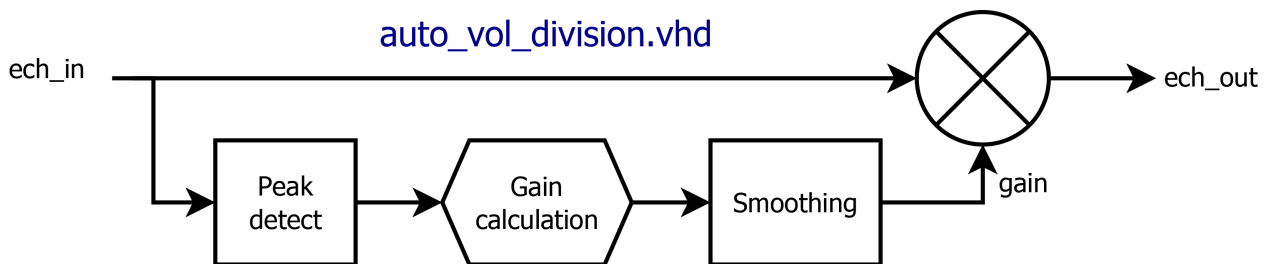 auto_vol_division.vhd
ech_in
ech_out
Peak
detect
Gain
calculation
Smoothing
gain